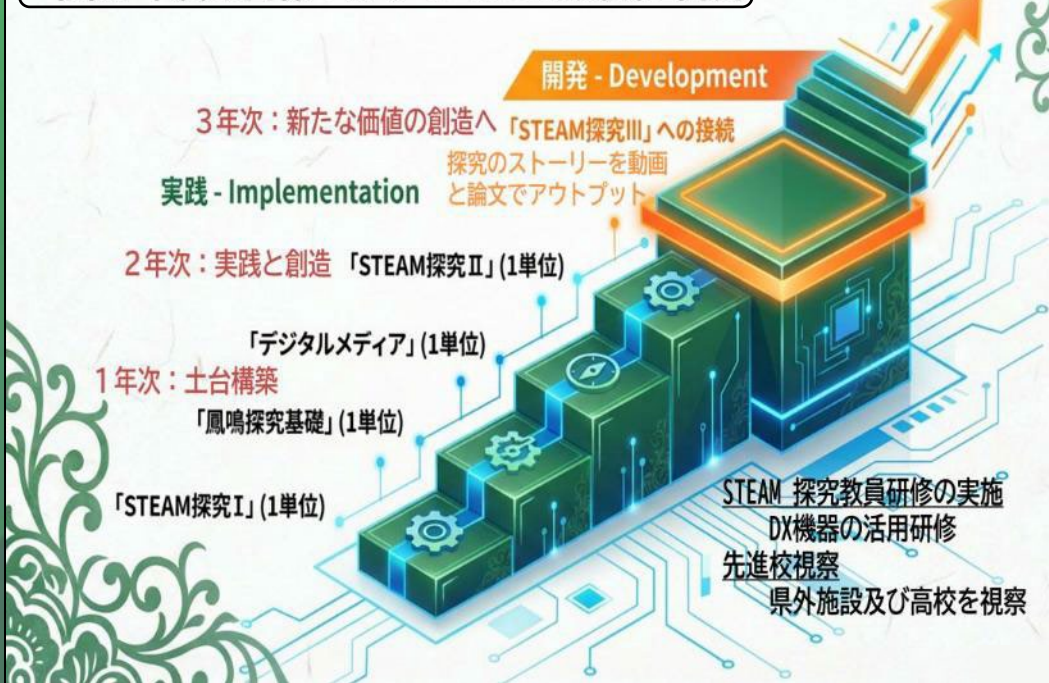 開発 - Development
3年次：新たな価値の創造へ 「STEAM探究Ⅲ」への接続
探究のストーリーを動画
と論文でアウトプット
実践 - Implementation
2年次：実践と創造 「STEAM探究Ⅱ」(1単位)
「デジタルメディア」(1単位)
1年次：土台構築
「鳳鳴探究基礎」(1単位)
「STEAM探究Ⅰ」(1単位)
STEAM 探究教員研修の実施
DX機器の活用研修
先進校視察
県外施設及び高校を視察